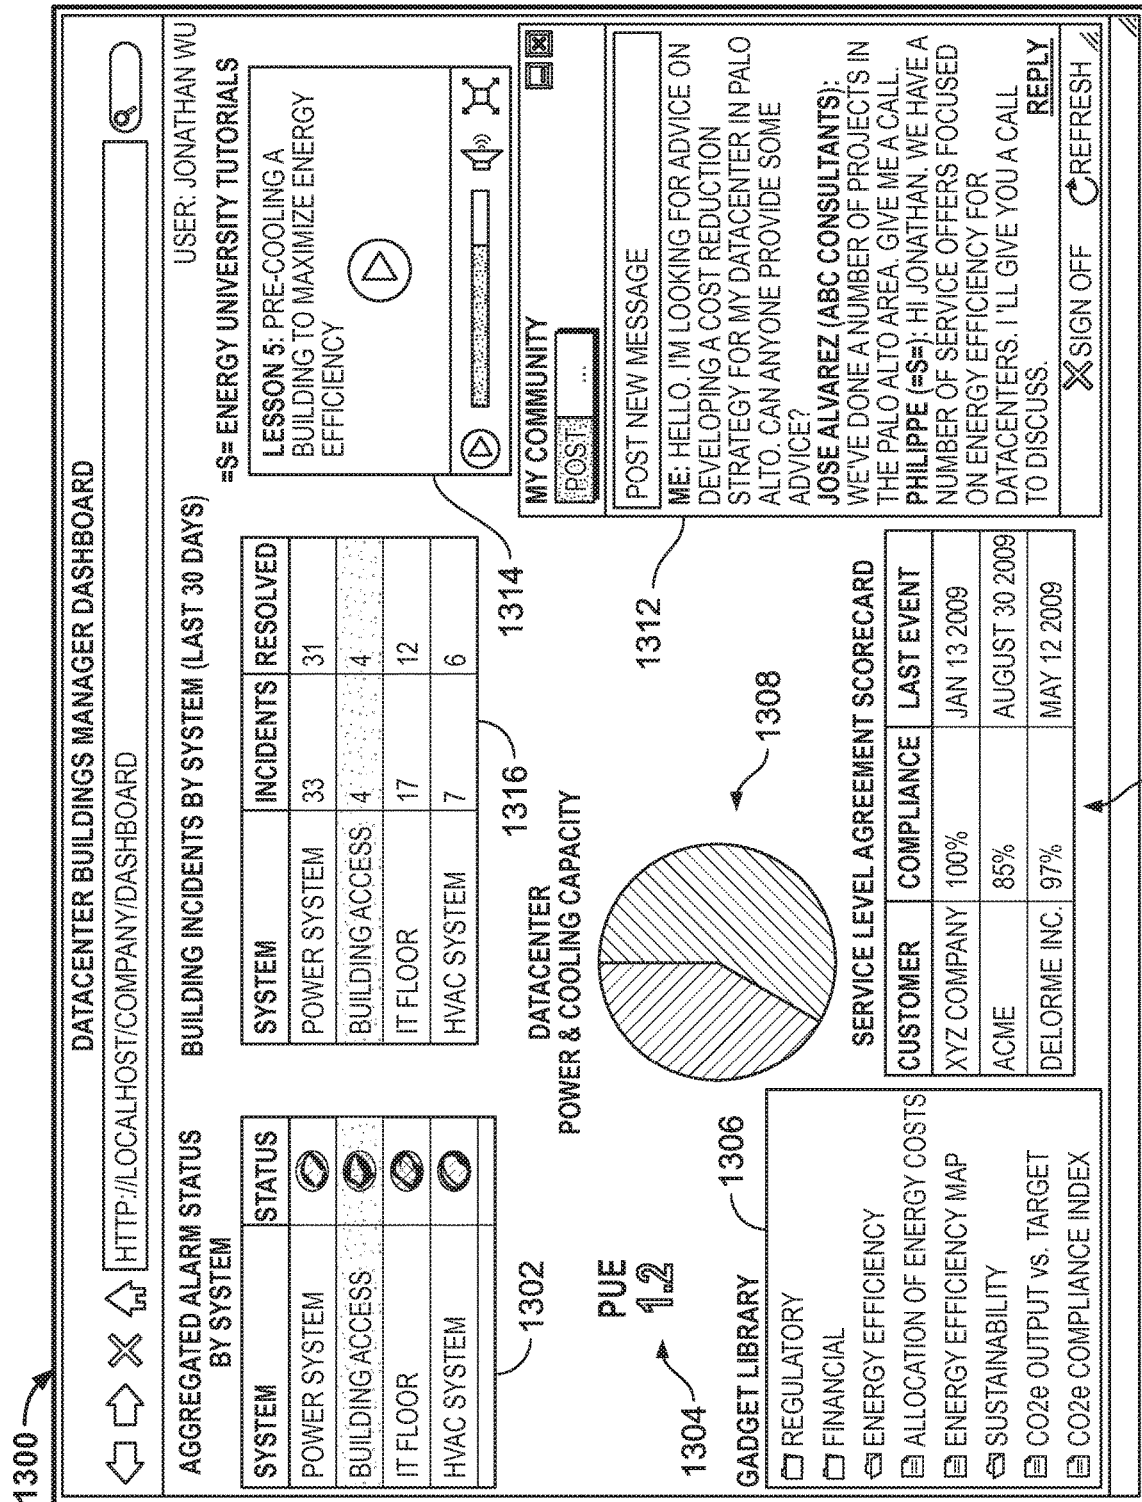 1300
DATACENTER BUILDINGS MANAGER DASHBOARD
HTTP://LOCALHOST/COMPANY/DASHBOARD
USER: JONATHAN WU
AGGREGATED ALARM STATUS
BY SYSTEM
SYSTEM STATUS
POWER SYSTEM
BUILDING ACCESS
IT FLOOR
HVAC SYSTEM
1302
BUILDING INCIDENTS BY SYSTEM (LAST 30 DAYS)
SYSTEM INCIDENTS RESOLVED
POWER SYSTEM 33 31
BUILDING ACCESS 4 4
IT FLOOR 17 12
HVAC SYSTEM 7 6
1316
=S= ENERGY UNIVERSITY TUTORIALS
LESSON 5: PRE-COOLING A
BUILDING TO MAXIMIZE ENERGY
EFFICIENCY
1314
PUE
1.2
1304
DATACENTER
POWER & COOLING CAPACITY
1308
MY COMMUNITY
POST ...
POST NEW MESSAGE
ME: HELLO. I'M LOOKING FOR ADVICE ON
DEVELOPING A COST REDUCTION
STRATEGY FOR MY DATACENTER IN PALO
ALTO. CAN ANYONE PROVIDE SOME
ADVICE?
JOSE ALVAREZ (ABC CONSULTANTS):
WE'VE DONE A NUMBER OF PROJECTS IN
THE PALO ALTO AREA. GIVE ME A CALL.
PHILIPPE (=S=): HI JONATHAN. WE HAVE A
NUMBER OF SERVICE OFFERS FOCUSED
ON ENERGY EFFICIENCY FOR
DATACENTERS. I 'LL GIVE YOU A CALL
TO DISCUSS.
REPLY
SIGN OFF REFRESH
1312
GADGET LIBRARY
1306
REGULATORY
FINANCIAL
ENERGY EFFICIENCY
ALLOCATION OF ENERGY COSTS
ENERGY EFFICIENCY MAP
SUSTAINABILITY
CO2e OUTPUT vs. TARGET
CO2e COMPLIANCE INDEX
SERVICE LEVEL AGREEMENT SCORECARD
CUSTOMER COMPLIANCE LAST EVENT
XYZ COMPANY 100% JAN 13 2009
ACME 85% AUGUST 30 2009
DELORME INC. 97% MAY 12 2009